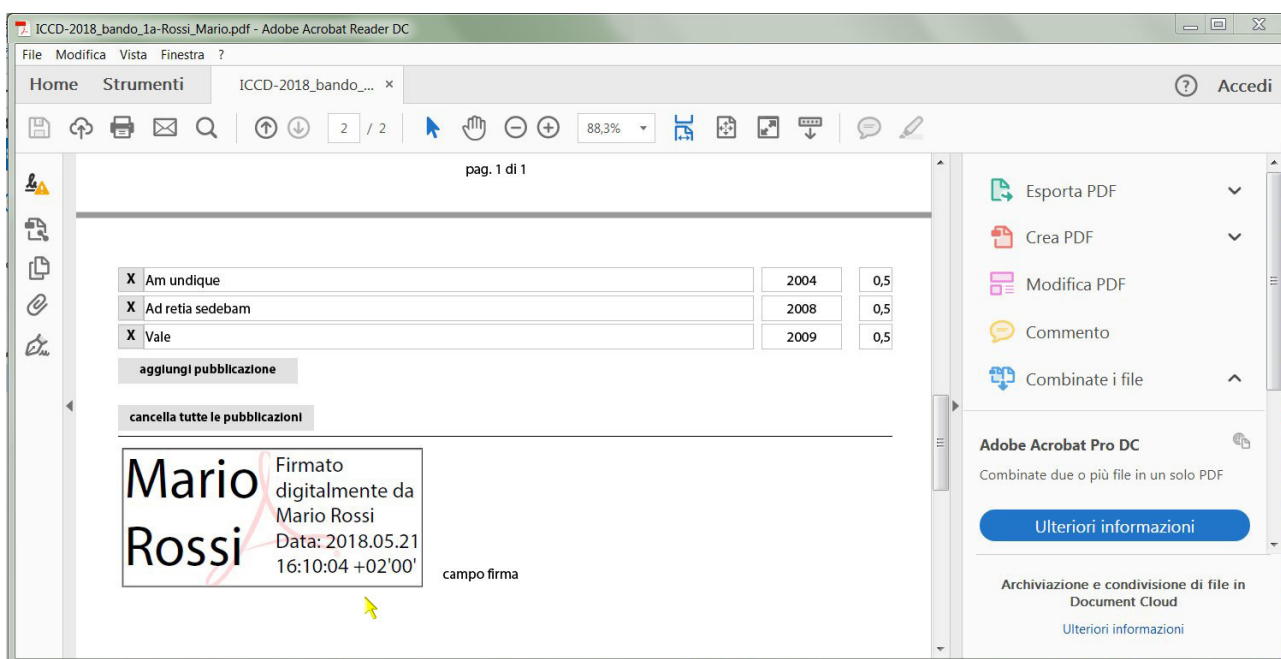 ICCD-2018_bando_1a-Rossi_Mario.pdf - Adobe Acrobat Reader DC
File Modifica Vista Finestra ?
Home Strumenti ICCD-2018_bando_... × ? Accedi
2 / 2 88,3%
pag. 1 di 1
X Am undique 2004 0,5
X Ad retia sedebam 2008 0,5
X Vale 2009 0,5
aggiungi pubblicazione
cancella tutte le pubblicazioni
Mario
Rossi
Firmato
digitalmente da
Mario Rossi
Data: 2018.05.21
16:10:04 +02'00'
campo firma
Esporta PDF
Crea PDF
Modifica PDF
Commento
Combinate i file
Adobe Acrobat Pro DC
Combinate due o più file in un solo PDF
Ulteriori informazioni
Archiviazione e condivisione di file in
Document Cloud
Ulteriori informazioni